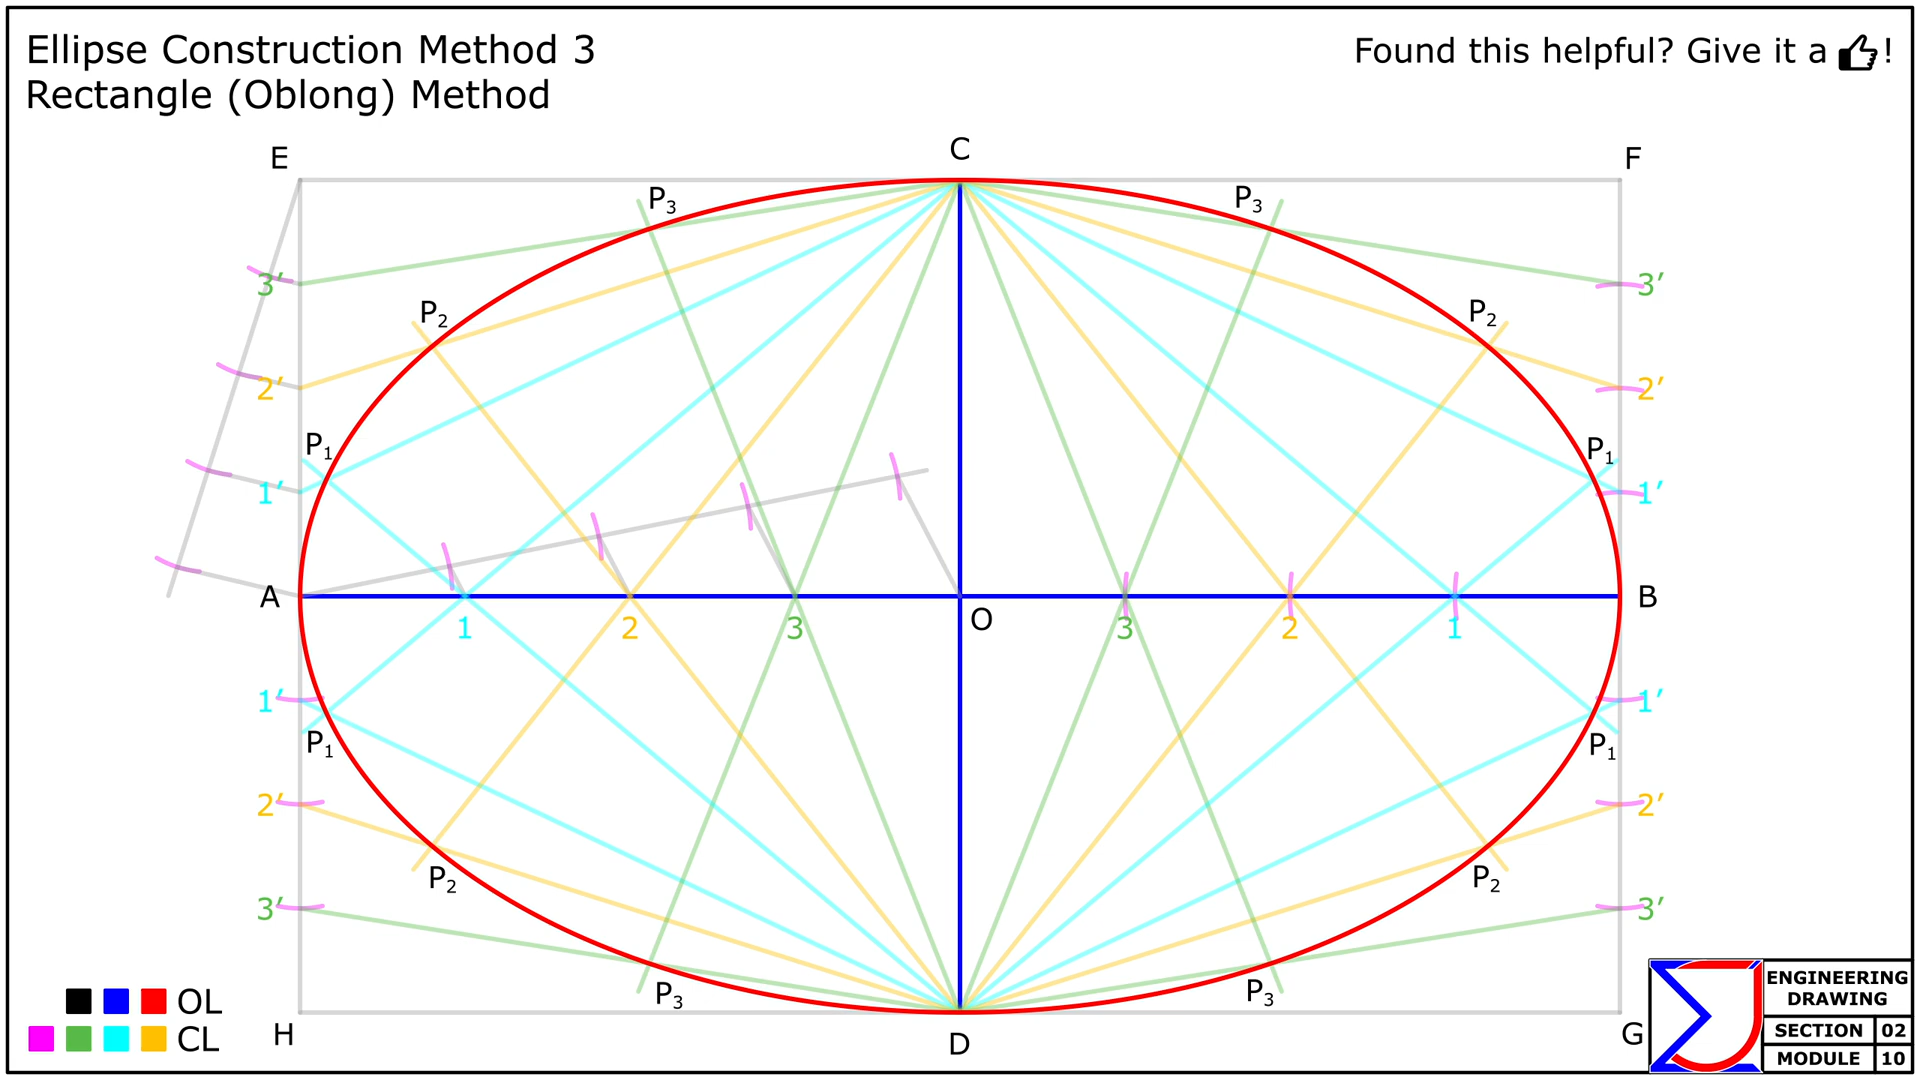 Ellipse Construction Method 3
Rectangle (Oblong) Method
Found this helpful? Give it a !
E
C
F
P3
P3
3′
3′
P2
P2
2′
2′
P1
P1
1′
1′
A
B
O
1
2
3
3
2
1
1′
1′
P1
P1
2′
2′
P2
P2
3′
3′
P3
P3
OL
CL
H
D
G
ENGINEERING
DRAWING
SECTION 02
MODULE 10